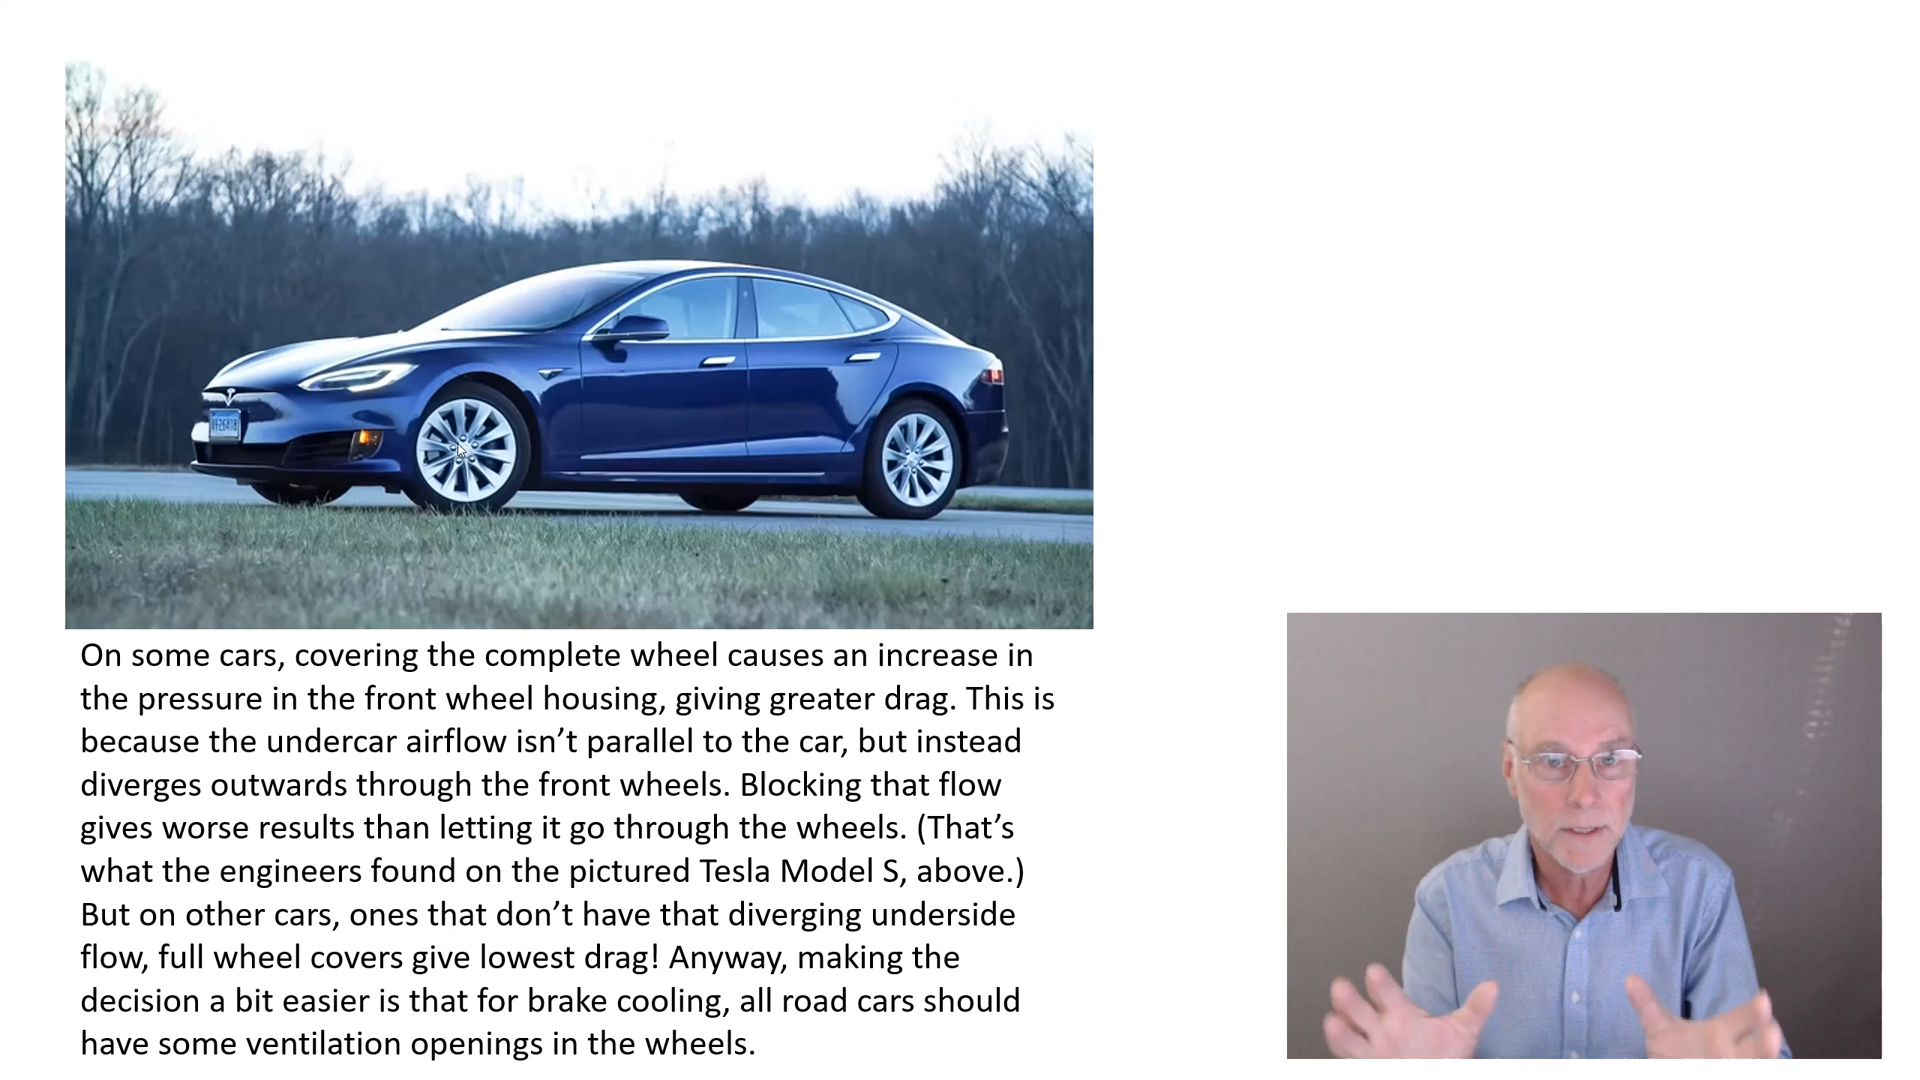 On some cars, covering the complete wheel causes an increase in
the pressure in the front wheel housing, giving greater drag. This is
because the undercar airflow isn’t parallel to the car, but instead
diverges outwards through the front wheels. Blocking that flow
gives worse results than letting it go through the wheels. (That’s
what the engineers found on the pictured Tesla Model S, above.)
But on other cars, ones that don’t have that diverging underside
flow, full wheel covers give lowest drag! Anyway, making the
decision a bit easier is that for brake cooling, all road cars should
have some ventilation openings in the wheels.